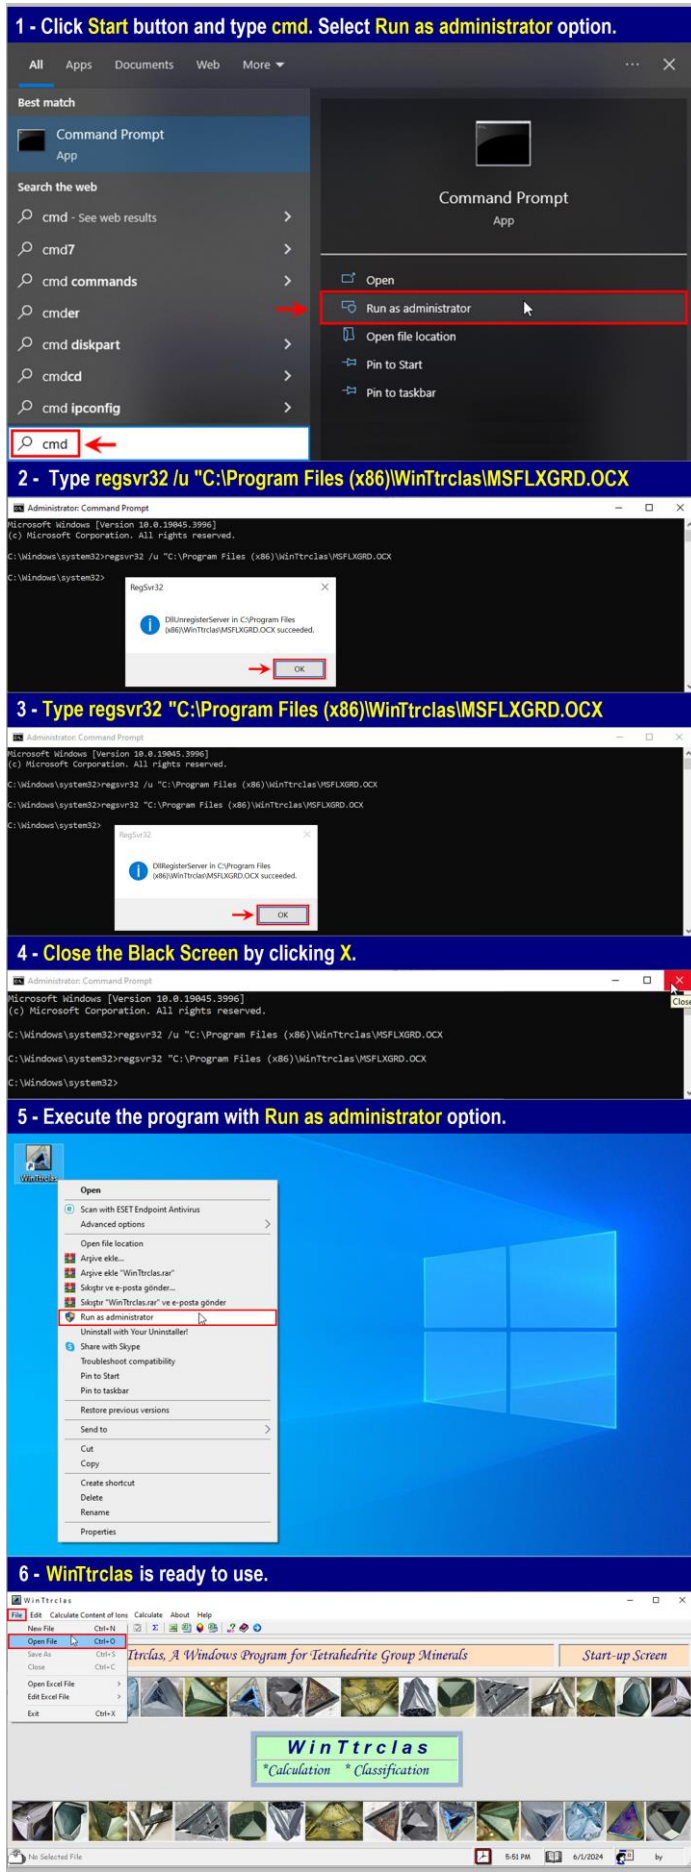 1 - Click Start button and type cmd. Select Run as administrator option.
All Apps Documents Web More
Best match
Command Prompt
App
Search the web
cmd - See web results
cmd7
cmd commands
cmder
cmd diskpart
cmdcd
cmd ipconfig
cmd
Command Prompt
App
Open
Run as administrator
Open file location
Pin to Start
Pin to taskbar
2 - Type regsvr32 /u "C:\Program Files (x86)\WinTtrclas\MSFLXGRD.OCX
Administrator: Command Prompt
Microsoft Windows [Version 10.0.19045.3996]
(c) Microsoft Corporation. All rights reserved.
C:\Windows\system32>regsvr32 /u "C:\Program Files (x86)\WinTtrclas\MSFLXGRD.OCX
C:\Windows\system32>
RegSvr32
DllUnregisterServer in C:\Program Files
(x86)\WinTtrclas\MSFLXGRD.OCX succeeded.
OK
3 - Type regsvr32 "C:\Program Files (x86)\WinTtrclas\MSFLXGRD.OCX
Administrator: Command Prompt
Microsoft Windows [Version 10.0.19045.3996]
(c) Microsoft Corporation. All rights reserved.
C:\Windows\system32>regsvr32 /u "C:\Program Files (x86)\WinTtrclas\MSFLXGRD.OCX
C:\Windows\system32>regsvr32 "C:\Program Files (x86)\WinTtrclas\MSFLXGRD.OCX
C:\Windows\system32>
RegSvr32
DllRegisterServer in C:\Program Files
(x86)\WinTtrclas\MSFLXGRD.OCX succeeded.
OK
4 - Close the Black Screen by clicking X.
Administrator: Command Prompt
Close
Microsoft Windows [Version 10.0.19045.3996]
(c) Microsoft Corporation. All rights reserved.
C:\Windows\system32>regsvr32 /u "C:\Program Files (x86)\WinTtrclas\MSFLXGRD.OCX
C:\Windows\system32>regsvr32 "C:\Program Files (x86)\WinTtrclas\MSFLXGRD.OCX
C:\Windows\system32>
5 - Execute the program with Run as administrator option.
WinTtrclas
Open
Scan with ESET Endpoint Antivirus
Advanced options
Open file location
Arşive ekle...
Arşive ekle "WinTtrclas.rar"
Sıkıştır ve e-posta gönder...
Sıkıştır "WinTtrclas.rar" ve e-posta gönder
Run as administrator
Uninstall with Your Uninstaller!
Share with Skype
Troubleshoot compatibility
Pin to Start
Pin to taskbar
Restore previous versions
Send to
Cut
Copy
Create shortcut
Delete
Rename
Properties
6 - WinTtrclas is ready to use.
WinTtrclas
File Edit Calculate Content of Ions Calculate About Help
New File Ctrl+N
Open File Ctrl+O
Save As Ctrl+S
Close Ctrl+C
Open Excel File
Edit Excel File
Exit Ctrl+X
Ttrclas, A Windows Program for Tetrahedrite Group Minerals
Start-up Screen
WinTtrclas
*Calculation *Classification
No Selected File
5:51 PM
6/1/2024
by